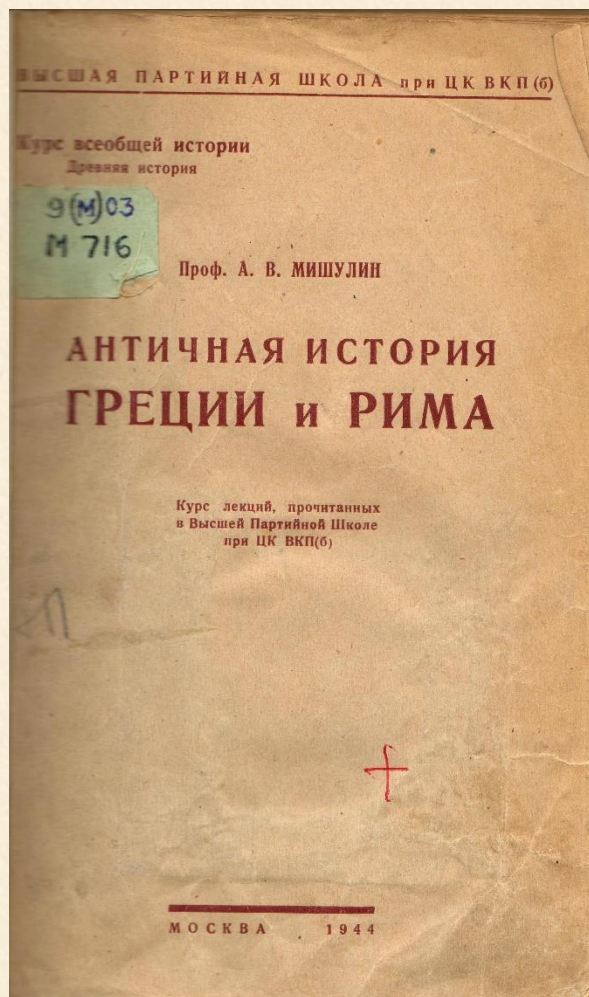 ВЫСШАЯ ПАРТИЙНАЯ ШКОЛА при ЦК ВКП(б)
Курс всеобщей истории
Древняя история
9(м)03
М 716
Проф. А. В. МИШУЛИН
АНТИЧНАЯ ИСТОРИЯ
ГРЕЦИИ и РИМА
Курс лекций, прочитанных
в Высшей Партийной Школе
при ЦК ВКП(б)
МОСКВА 1944